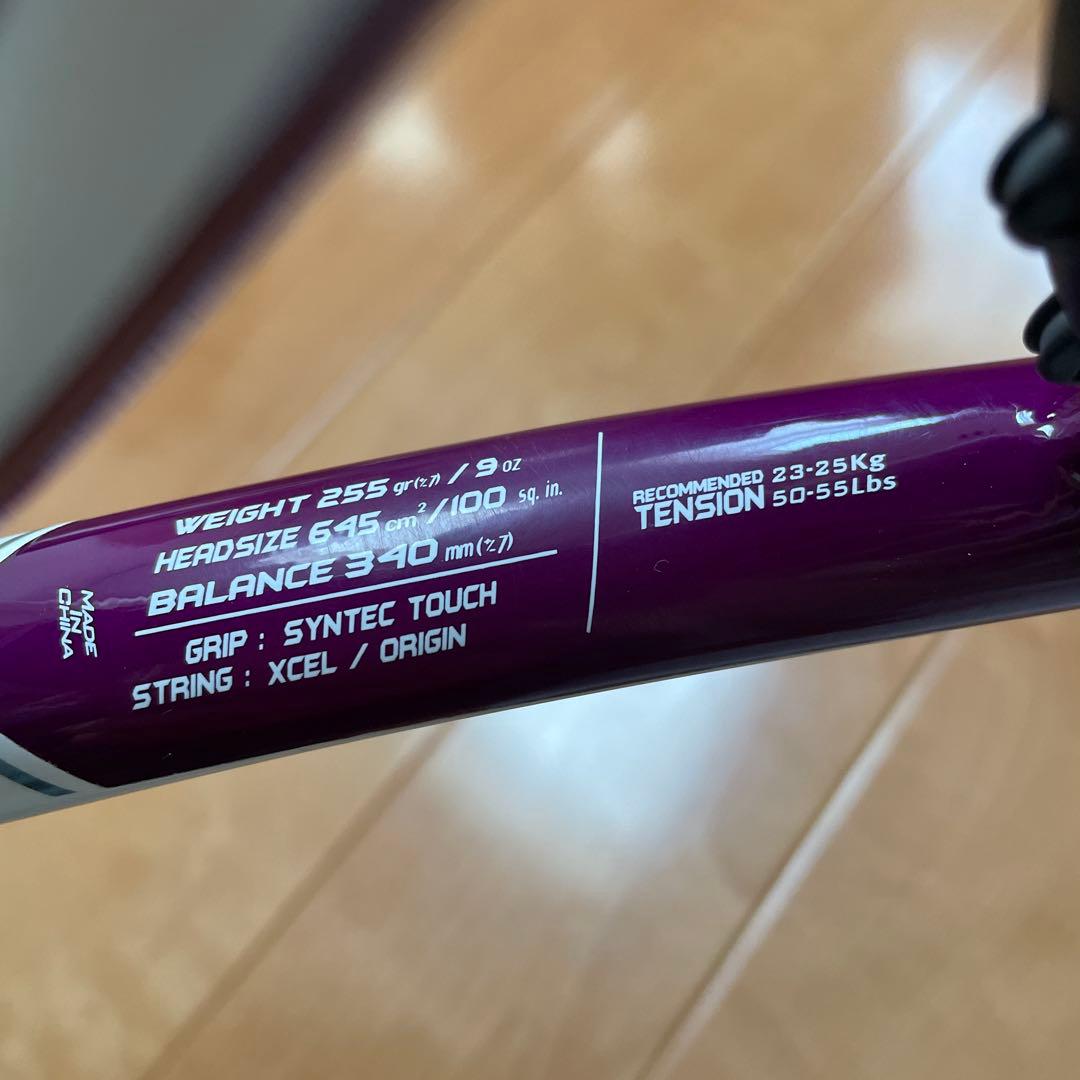 WEIGHT 255 gr(±7) / 9 oz
HEADSIZE 645 cm²/100 sq. in.
BALANCE 340 mm(±7)
GRIP : SYNTEC TOUCH
STRING : XCEL / ORIGIN
MADE
IN
CHINA
RECOMMENDED
TENSION
23-25Kg
50-55Lbs